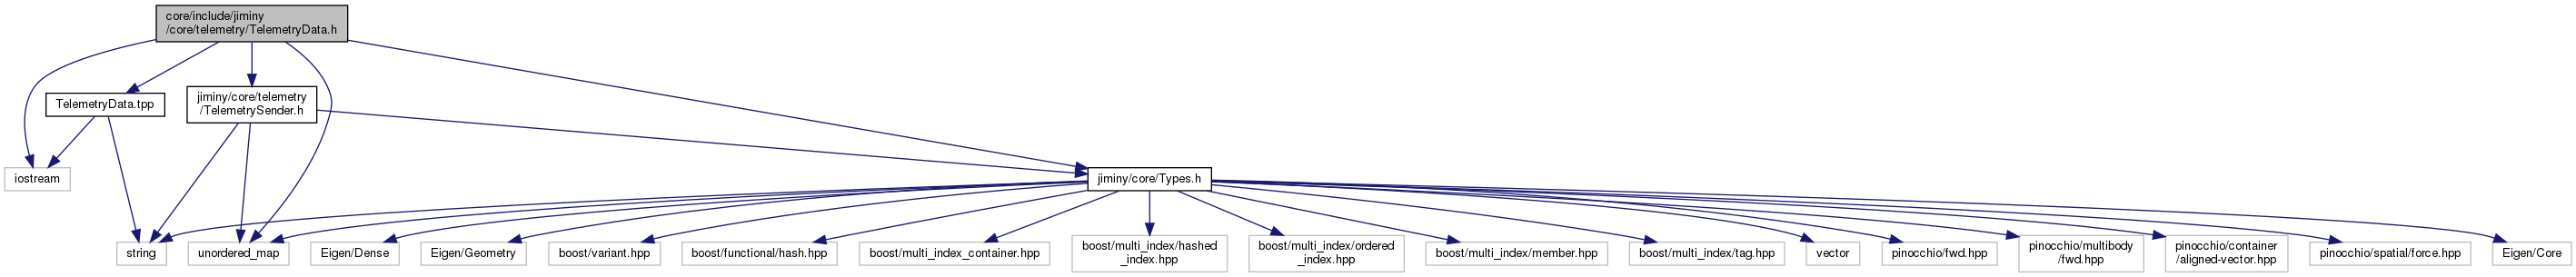 core/include/jiminy
/core/telemetry/TelemetryData.h
TelemetryData.tpp
jiminy/core/telemetry
/TelemetrySender.h
iostream
jiminy/core/Types.h
string
unordered_map
Eigen/Dense
Eigen/Geometry
boost/variant.hpp
boost/functional/hash.hpp
boost/multi_index_container.hpp
boost/multi_index/hashed
_index.hpp
boost/multi_index/ordered
_index.hpp
boost/multi_index/member.hpp
boost/multi_index/tag.hpp
vector
pinocchio/fwd.hpp
pinocchio/multibody
/fwd.hpp
pinocchio/container
/aligned-vector.hpp
pinocchio/spatial/force.hpp
Eigen/Core